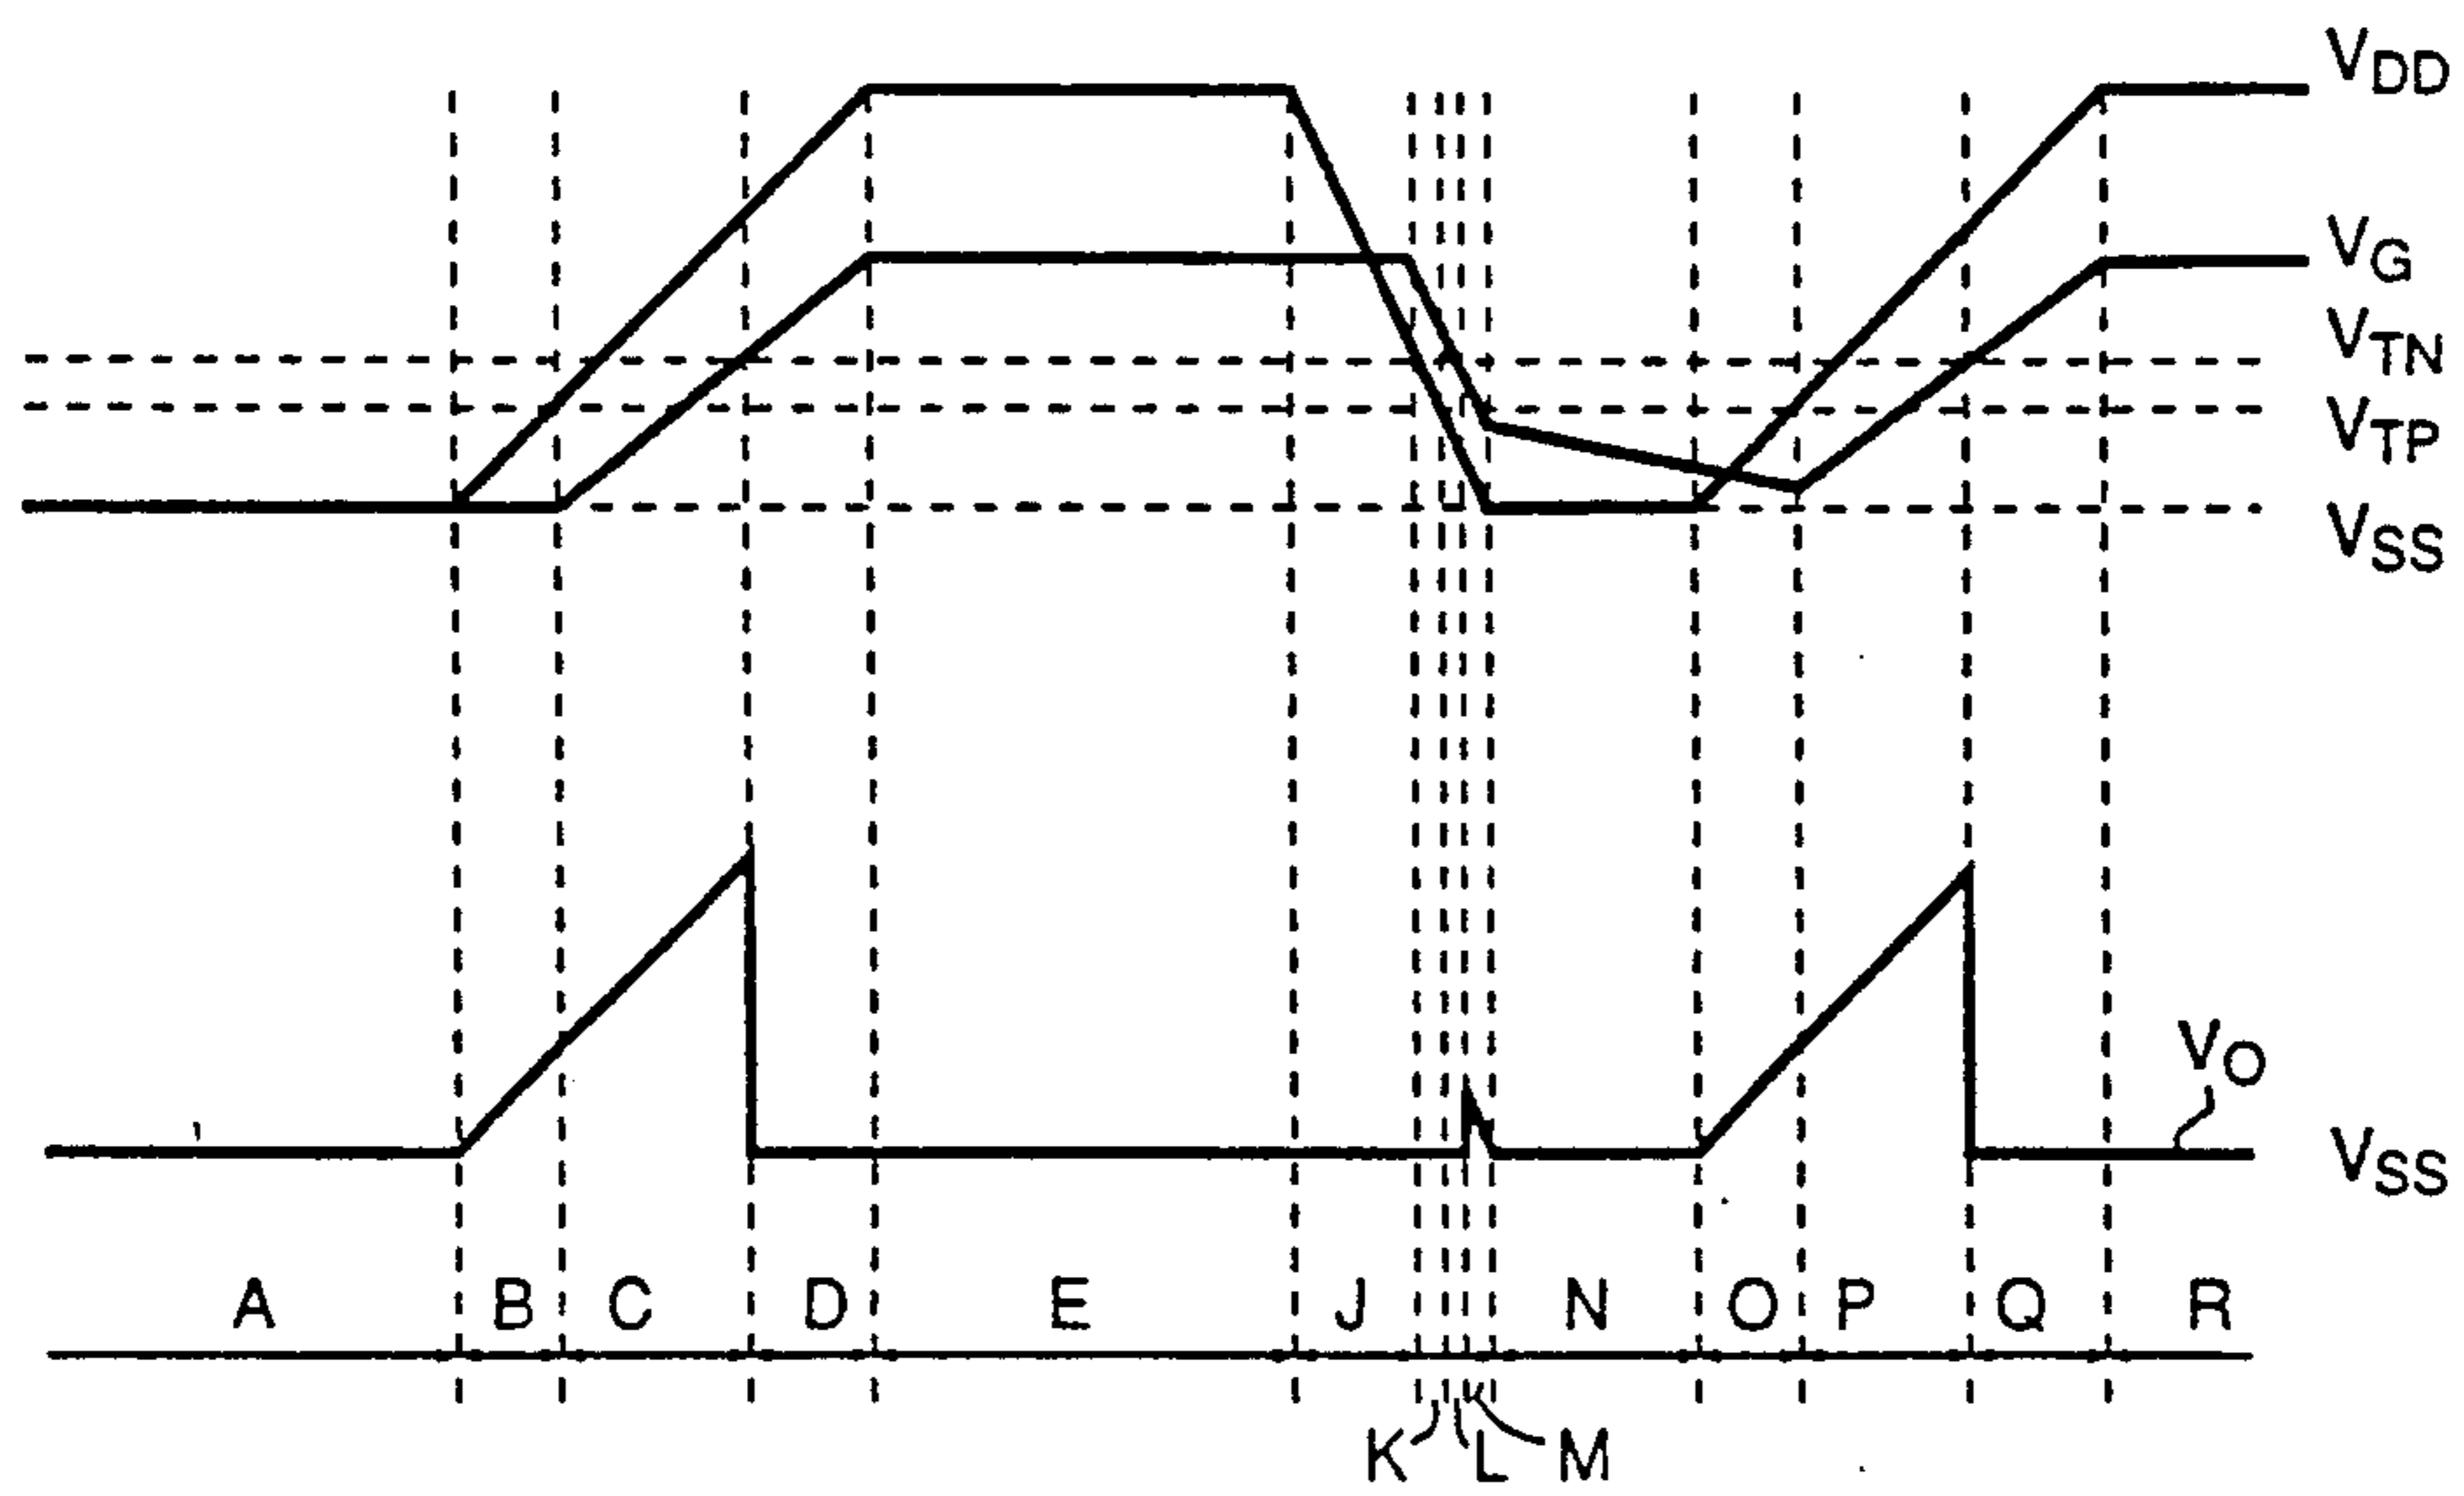 VDD
VG
VTN
VTP
VSS
VO
VSS
A B C D E J N O P Q R
K L M